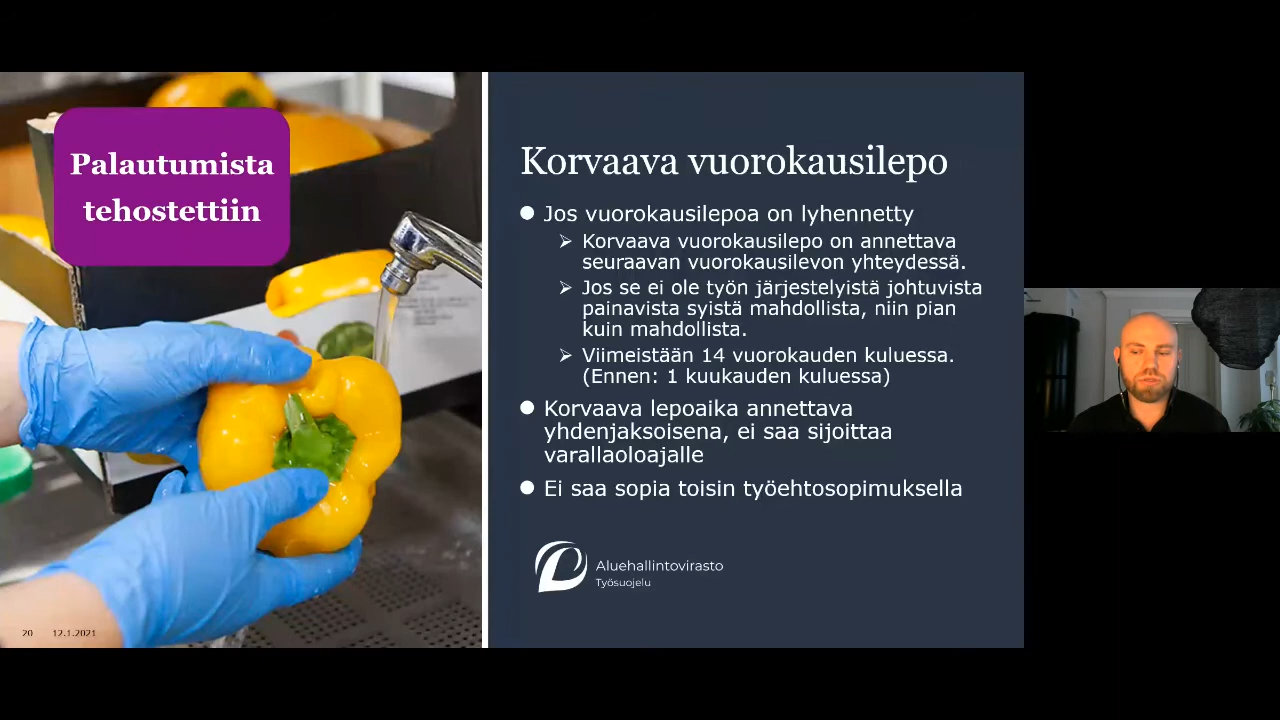 Palautumista
tehostettiin
Korvaava vuorokausilepo
Jos vuorokausilepoa on lyhennetty
Korvaava vuorokausilepo on annettava
seuraavan vuorokausilevon yhteydessä.
Jos se ei ole työn järjestelyistä johtuvista
painavista syistä mahdollista, niin pian
kuin mahdollista.
Viimeistään 14 vuorokauden kuluessa.
(Ennen: 1 kuukauden kuluessa)
Korvaava lepoaika annettava
yhdenjaksoisena, ei saa sijoittaa
varallaoloajalle
Ei saa sopia toisin työehtosopimuksella
Aluehallintovirasto
Työsuojelu
20 12.1.2021